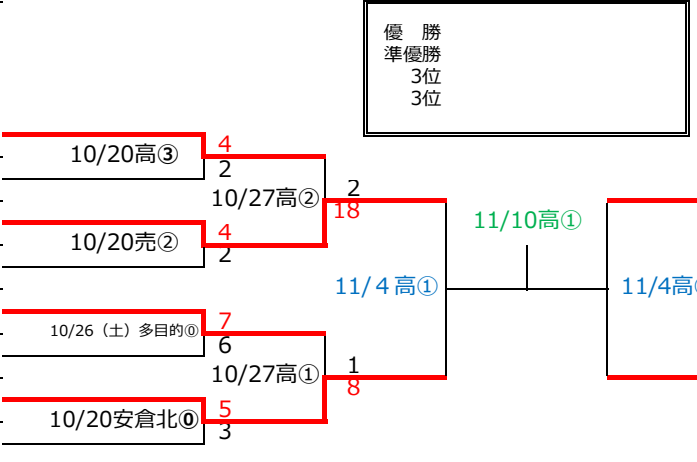 優　勝
準優勝
3位
3位
10/20高③
4
2
10/27高②
2
18
10/20売②
4
2
11/10高①
11/４高①
11/4高
10/26（土）多目的⓪
7
6
10/27高①
1
8
10/20安倉北⓪
5
3